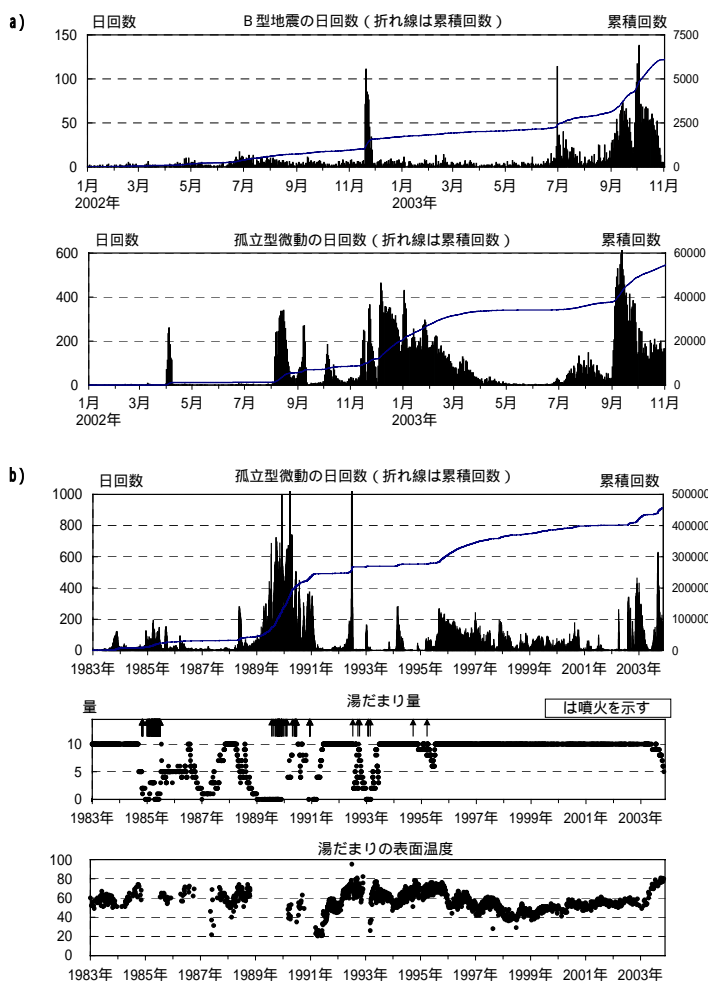 a)
日回数 B型地震の日回数(折れ線は累積回数) 累積回数
150 7500
100 5000
50 2500
0 0
1月 3月 5月 7月 9月 11月 1月 3月 5月 7月 9月 11月
2002年 2003年
日回数 孤立型微動の日回数(折れ線は累積回数) 累積回数
600 60000
400 40000
200 20000
0 0
1月 3月 5月 7月 9月 11月 1月 3月 5月 7月 9月 11月
2002年 2003年
b)
日回数 孤立型微動の日回数(折れ線は累積回数) 累積回数
1000 500000
800 400000
600 300000
400 200000
200 100000
0 0
1983年 1985年 1987年 1989年 1991年 1993年 1995年 1997年 1999年 2001年 2003年
量 湯だまり量 は噴火を示す
10
5
0
1983年 1985年 1987年 1989年 1991年 1993年 1995年 1997年 1999年 2001年 2003年
湯だまりの表面温度
100
80
60
40
20
0
1983年 1985年 1987年 1989年 1991年 1993年 1995年 1997年 1999年 2001年 2003年